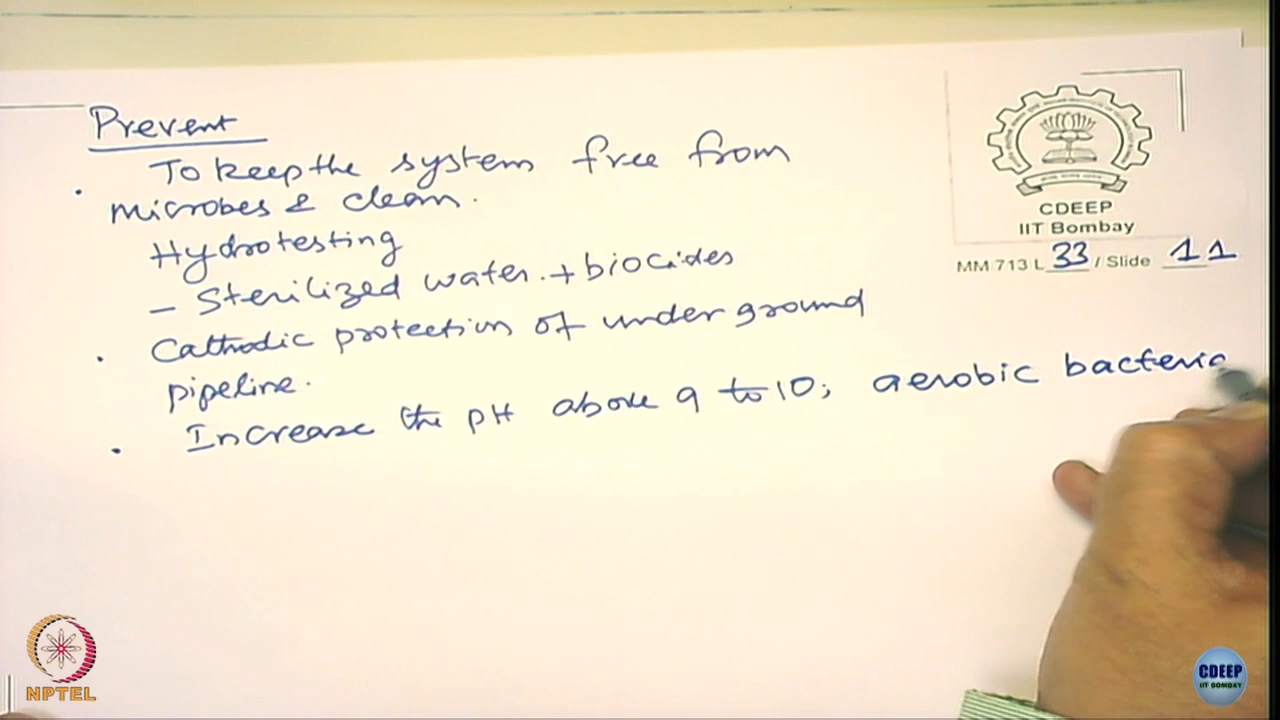 Prevent
· To keep the system free from
microbes & clean.
Hydrotesting
- Sterilized water. + biocides
· Cathodic protection of underground
pipeline.
· Increase the pH above 9 to 10; aerobic bacteria
CDEEP
IIT Bombay
MM 713 L 33 / Slide 11
NPTEL
CDEEP
IIT BOMBAY